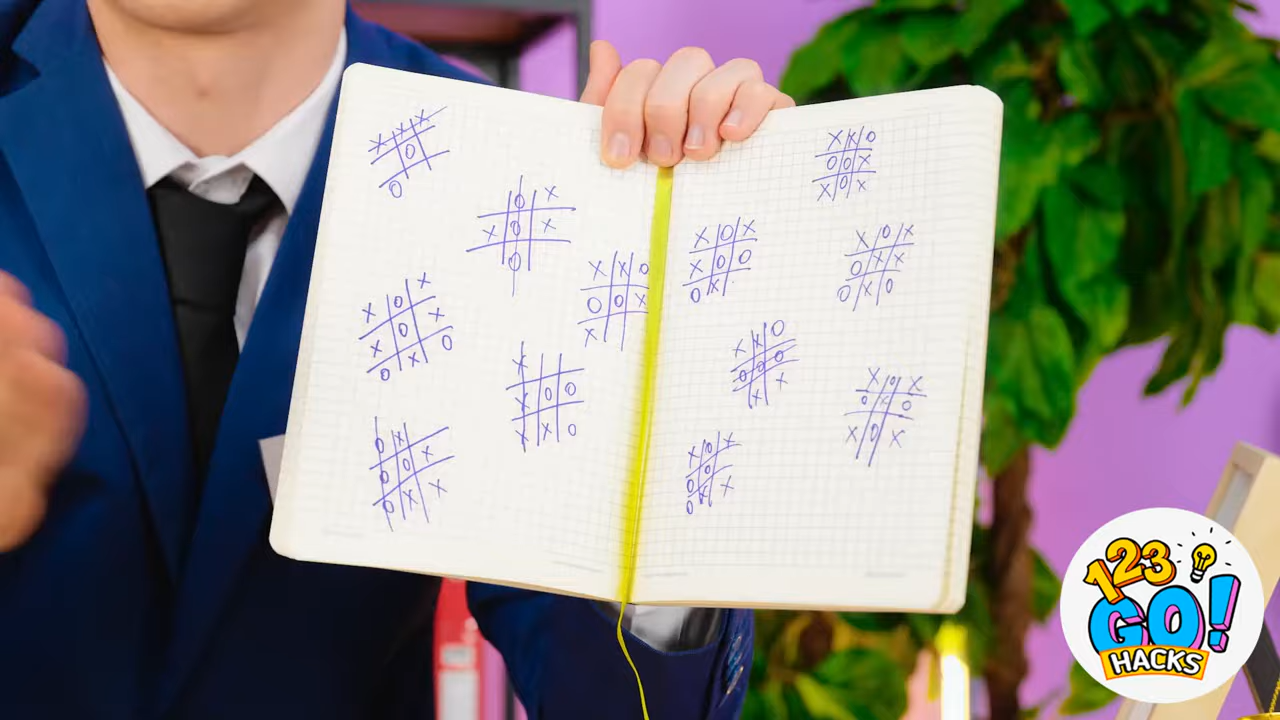 X X X
O
O
O X
X O X
O
X X O
O O X
X
X O X
X O X
O X O
X
X O O
X X O
O X
O O X
O X X
X X O
O O X
X O X
X O X
X O O
O X
X O X
O X X
O X O
X X O
O O O
X X
X O X
O X O
X O X
X O X
O O
O X X
123
GO!
HACKS